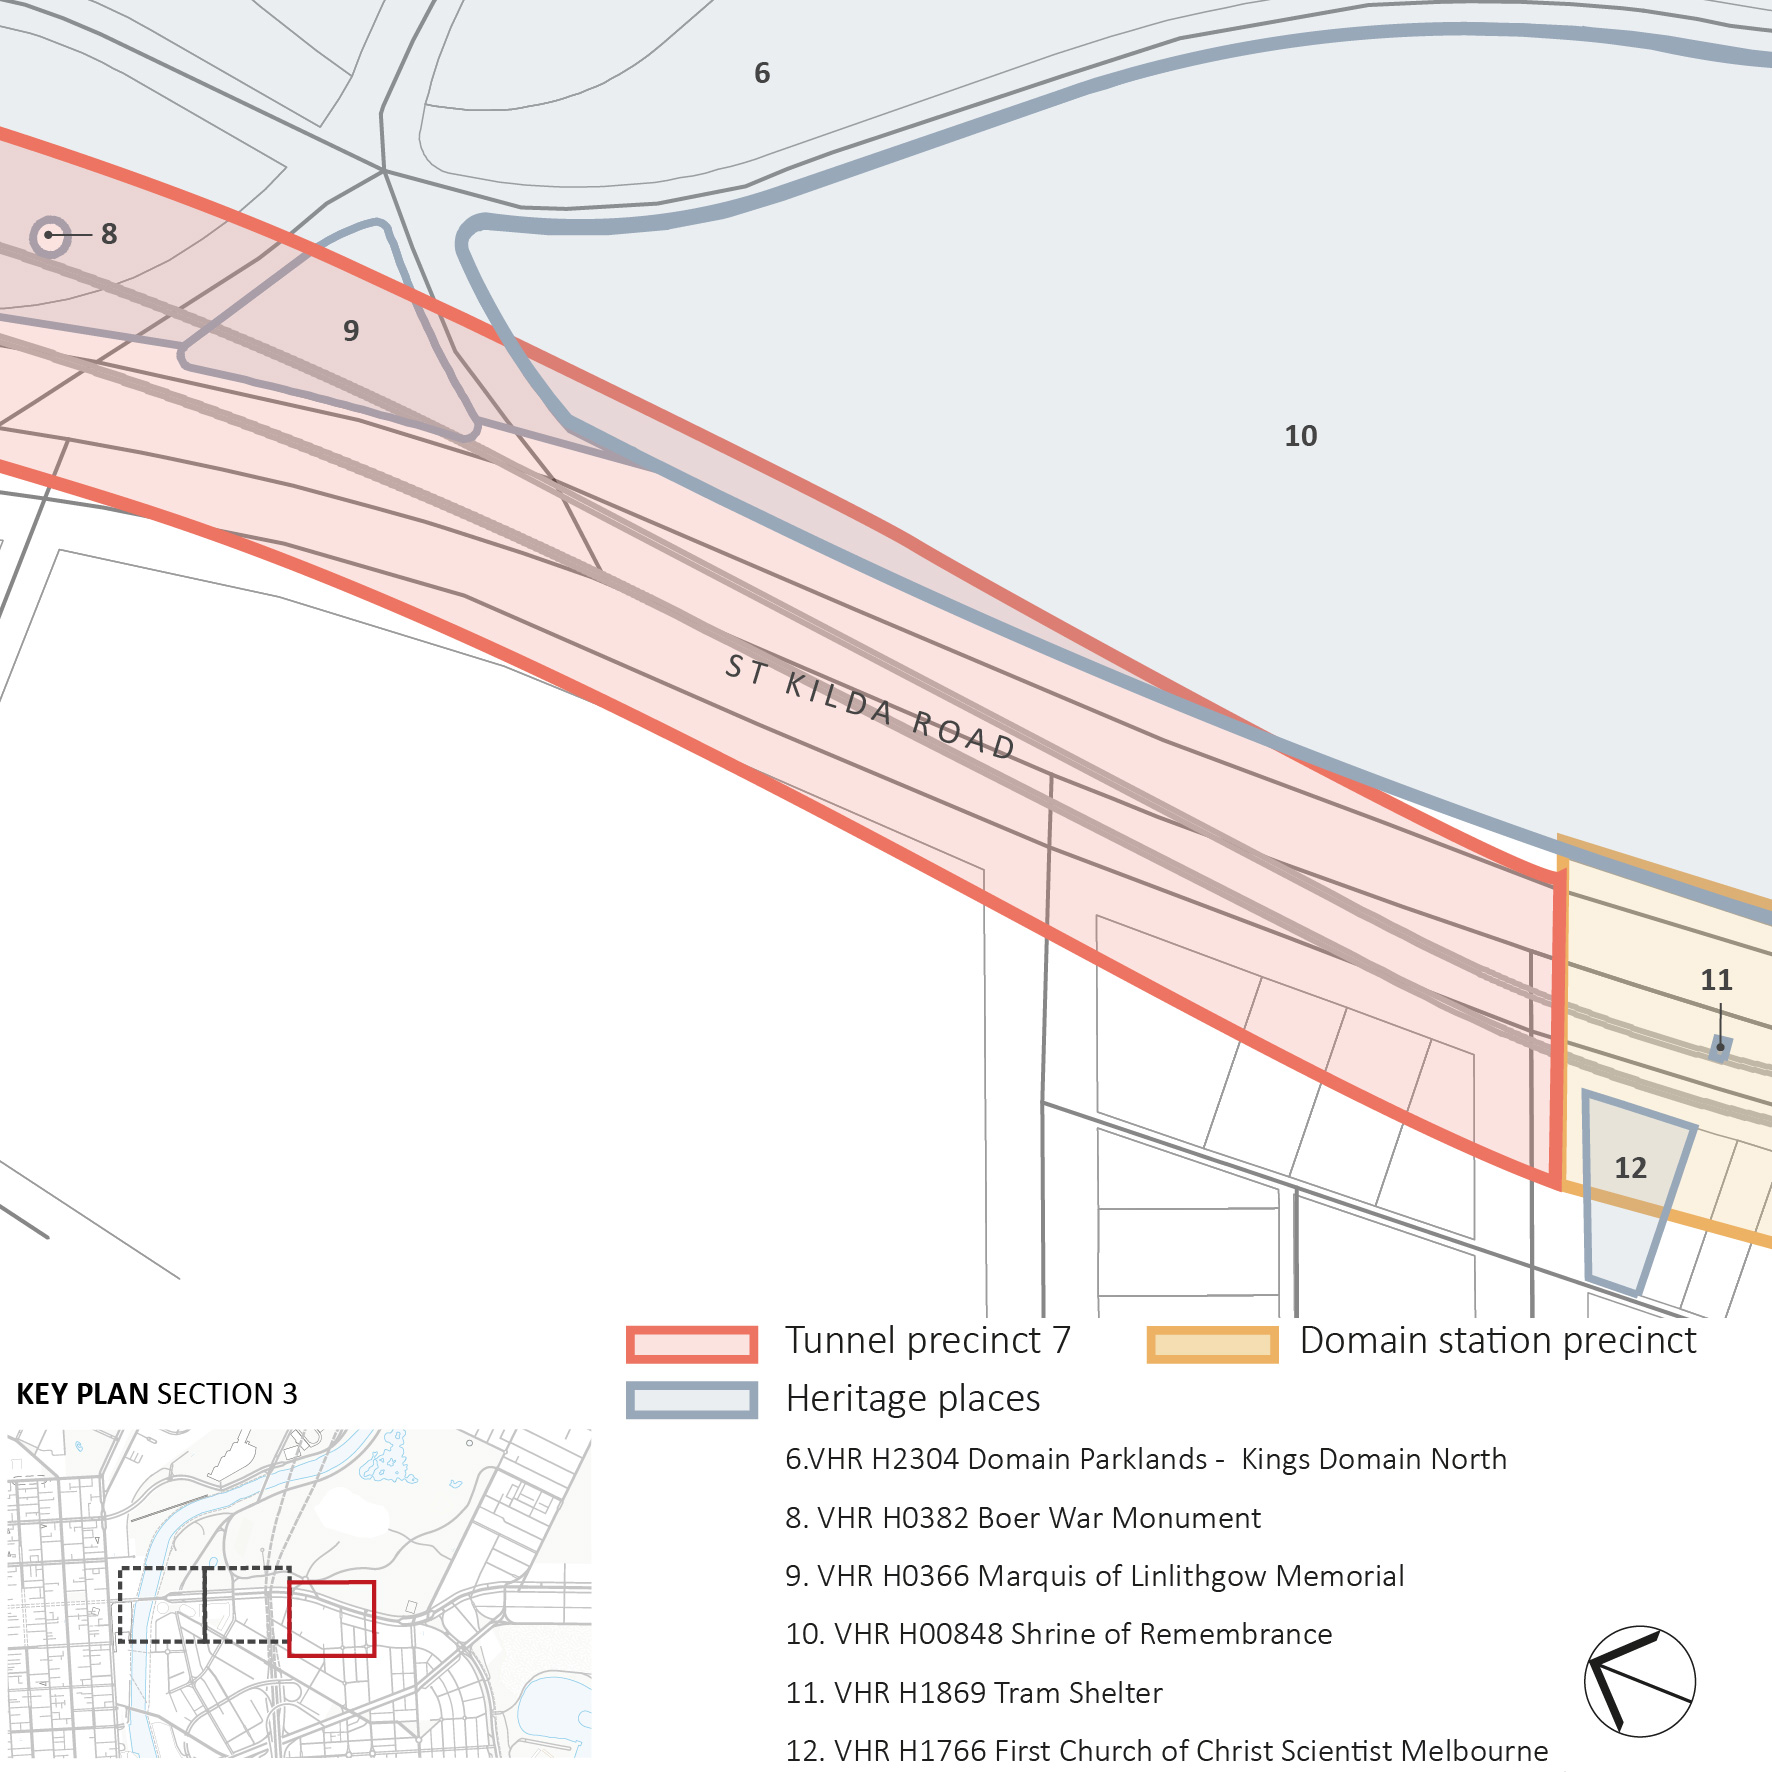 6
8
9
10
ST KILDA ROAD
11
12
Tunnel precinct 7
Domain station precinct
Heritage places
KEY PLAN SECTION 3
6.VHR H2304 Domain Parklands - Kings Domain North
8. VHR H0382 Boer War Monument
9. VHR H0366 Marquis of Linlithgow Memorial
10. VHR H00848 Shrine of Remembrance
11. VHR H1869 Tram Shelter
12. VHR H1766 First Church of Christ Scientist Melbourne